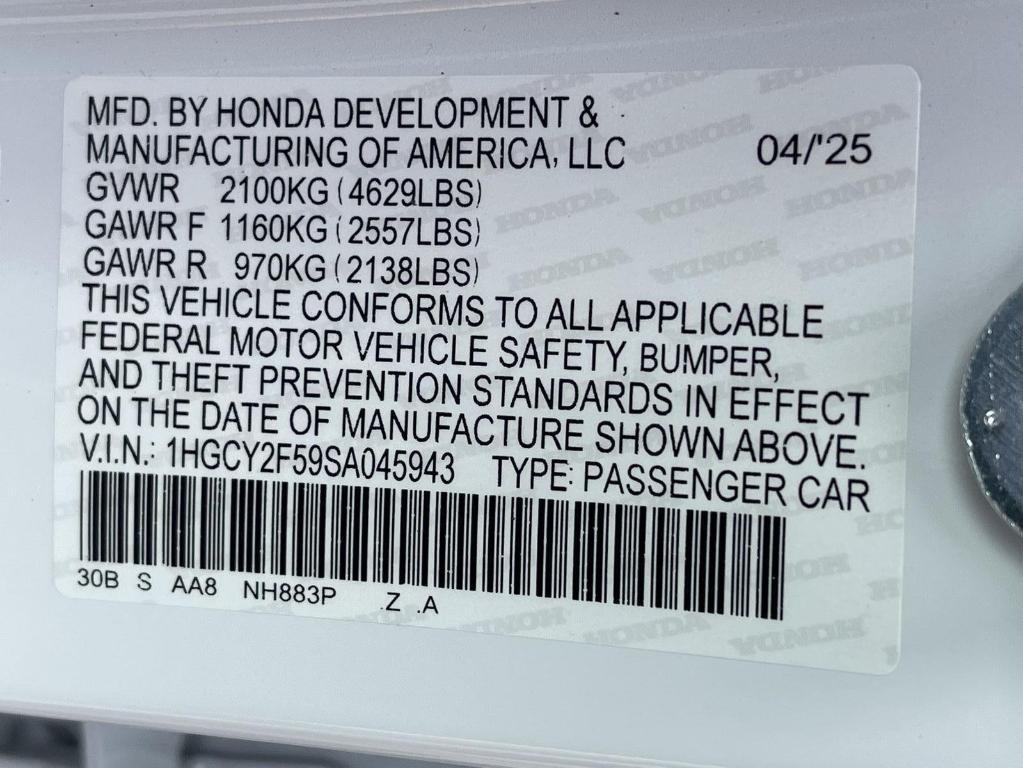 MFD. BY HONDA DEVELOPMENT &
MANUFACTURING OF AMERICA, LLC 04/'25
GVWR 2100KG (4629LBS)
GAWR F 1160KG (2557LBS)
GAWR R 970KG (2138LBS)
THIS VEHICLE CONFORMS TO ALL APPLICABLE
FEDERAL MOTOR VEHICLE SAFETY, BUMPER,
AND THEFT PREVENTION STANDARDS IN EFFECT
ON THE DATE OF MANUFACTURE SHOWN ABOVE.
V.I.N.: 1HGCY2F59SA045943 TYPE: PASSENGER CAR
30B S AA8 NH883P .Z .A